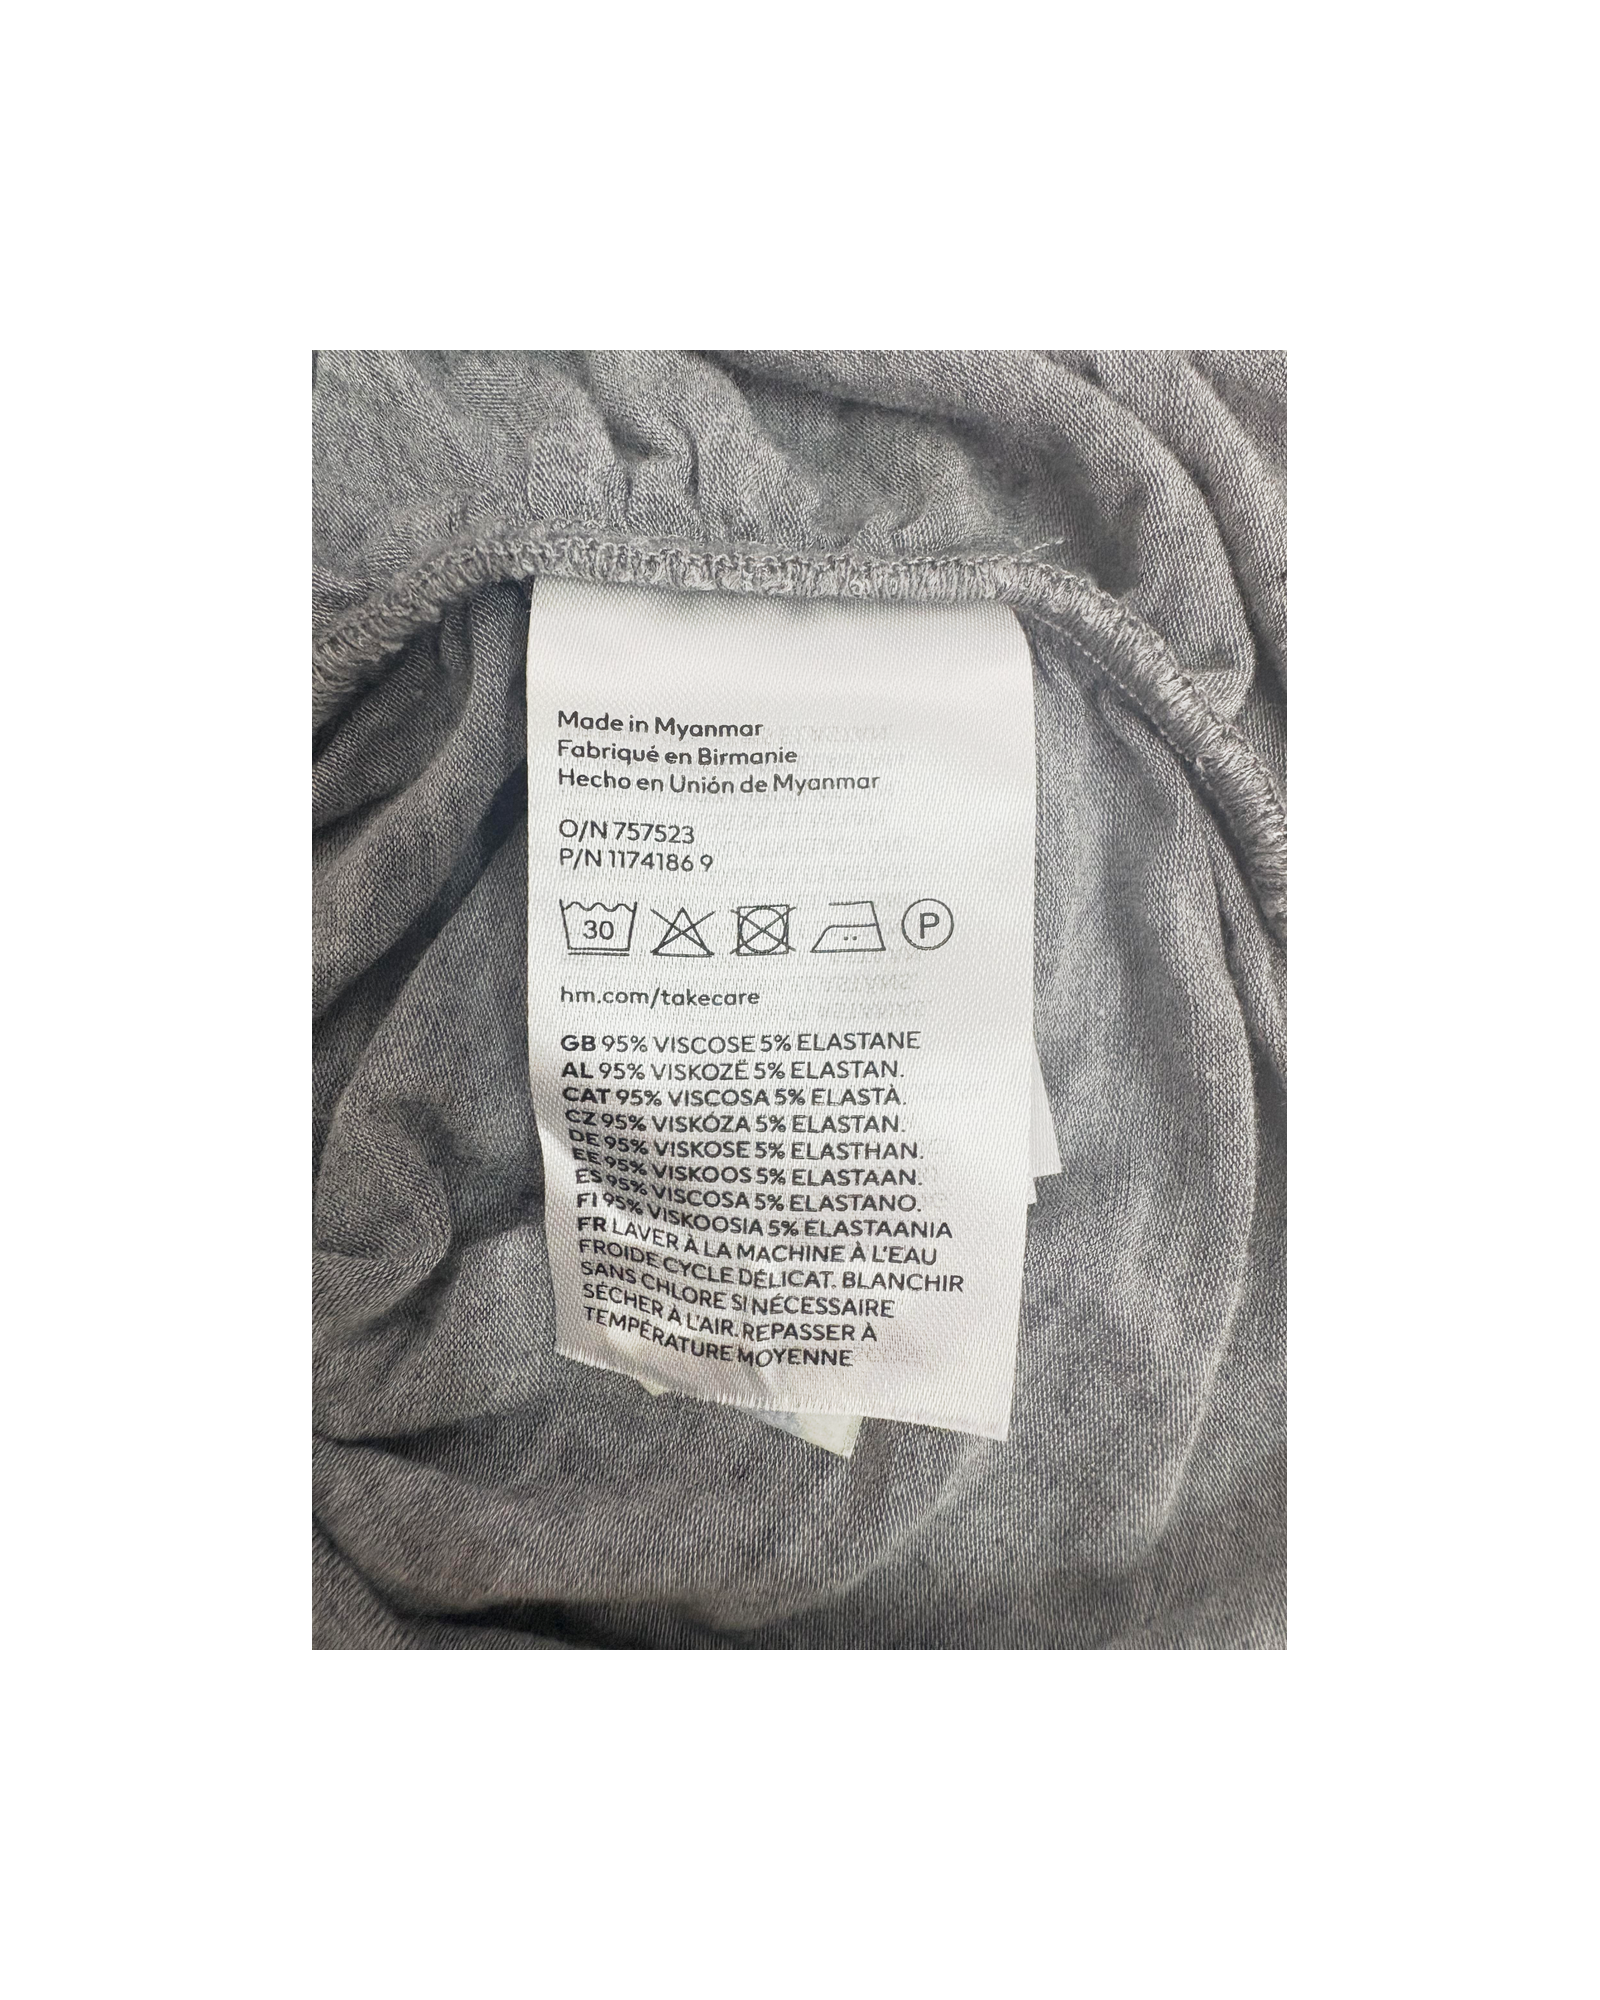 Made in Myanmar
Fabriqué en Birmanie
Hecho en Unión de Myanmar
O/N 757523
P/N 1174186 9
30
P
hm.com/takecare
GB 95% VISCOSE 5% ELASTANE
AL 95% VISKOZË 5% ELASTAN.
CAT 95% VISCOSA 5% ELASTÀ.
CZ 95% VISKÓZA 5% ELASTAN.
DE 95% VISKOSE 5% ELASTHAN.
EE 95% VISKOOS 5% ELASTAAN.
ES 95% VISCOSA 5% ELASTANO.
FI 95% VISKOOSIA 5% ELASTAANIA
FR LAVER À LA MACHINE À L'EAU
FROIDE CYCLE DÉLICAT. BLANCHIR
SANS CHLORE SI NÉCESSAIRE
SÉCHER À L'AIR. REPASSER À
TEMPÉRATURE MOYENNE